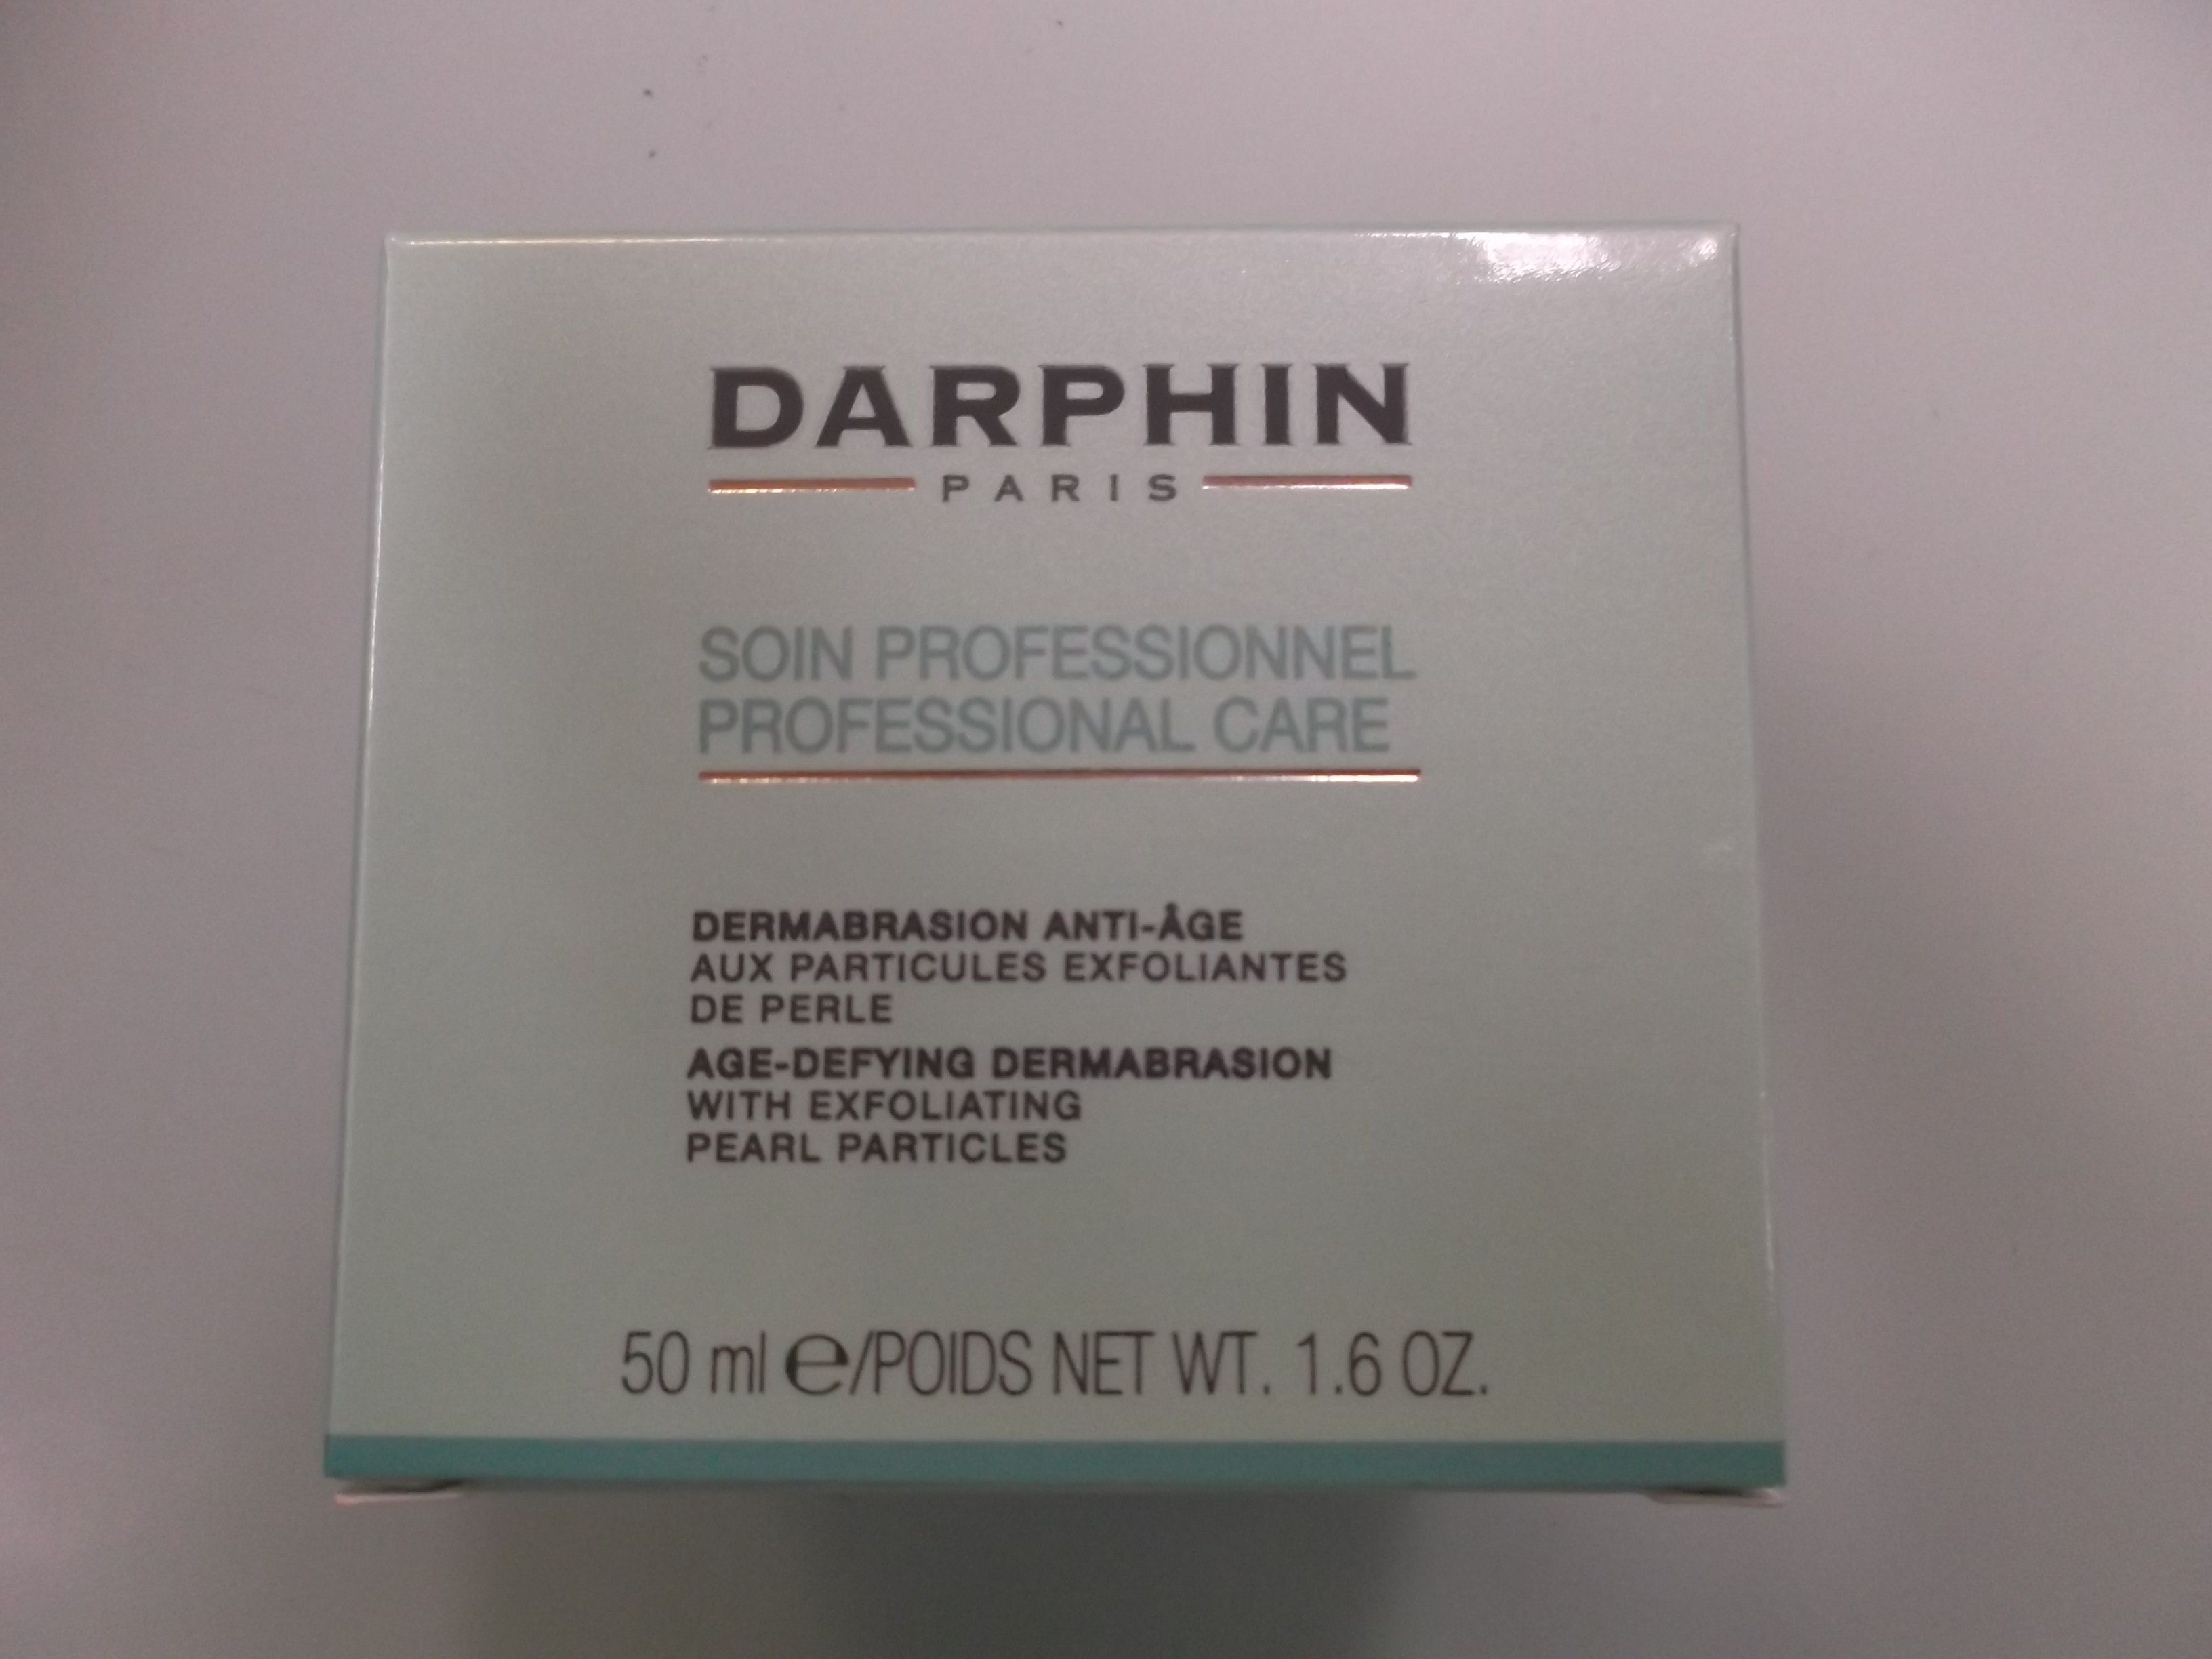 DARPHIN
PARIS
SOIN PROFESSIONNEL
PROFESSIONAL CARE
DERMABRASION ANTI-ÂGE
AUX PARTICULES EXFOLIANTES
DE PERLE
AGE-DEFYING DERMABRASION
WITH EXFOLIATING
PEARL PARTICLES
50 ml ℮/POIDS NET WT. 1.6 OZ.